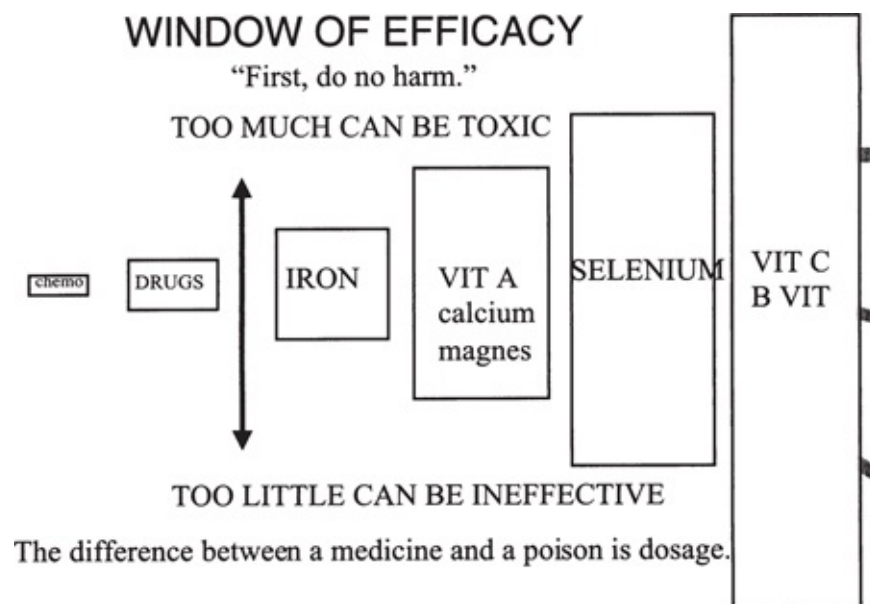 WINDOW OF EFFICACY
“First, do no harm.”
TOO MUCH CAN BE TOXIC
chemo
DRUGS
IRON
VIT A
calcium
magnes
SELENIUM
VIT C
B VIT
TOO LITTLE CAN BE INEFFECTIVE
The difference between a medicine and a poison is dosage.